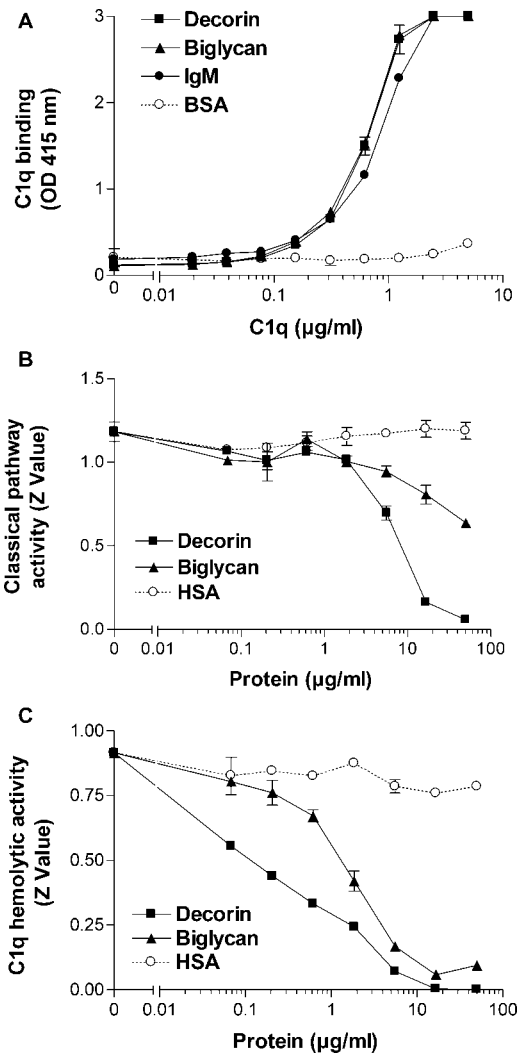 A
3
2
1
0
C1q binding
(OD 415 nm)
Decorin
Biglycan
IgM
BSA
0
0.01
0.1
1
10
C1q (µg/ml)
B
1.5
1.0
0.5
0.0
Classical pathway
activity (Z Value)
Decorin
Biglycan
HSA
0
0.01
0.1
1
10
100
Protein (µg/ml)
C
1.00
0.75
0.50
0.25
0.00
C1q hemolytic activity
(Z Value)
Decorin
Biglycan
HSA
0
0.01
0.1
1
10
100
Protein (µg/ml)